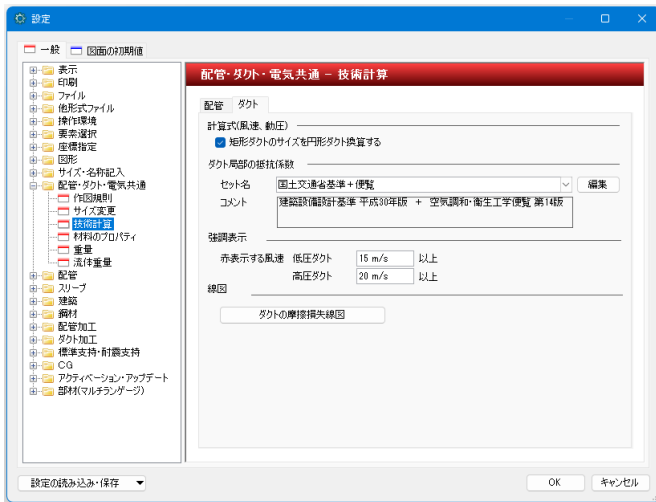 設定
一般
図面の初期値
表示
印刷
ファイル
他形式ファイル
操作環境
要素選択
座標指定
図形
サイズ・名称記入
配管・ダクト・電気共通
作図規則
サイズ変更
技術計算
材料のプロパティ
重量
流体重量
配管
スリーブ
建築
鋼材
配管加工
ダクト加工
標準支持・耐震支持
CG
アクティベーション・アップデート
部材(マルチランゲージ)
配管・ダクト・電気共通 - 技術計算
配管 ダクト
計算式(風速、動圧)
矩形ダクトのサイズを円形ダクト換算する
ダクト局部の抵抗係数
セット名 国土交通省基準+便覧 編集
コメント 建築設備設計基準 平成30年版 + 空気調和・衛生工学便覧 第14版
強調表示
赤表示する風速 低圧ダクト 15 m/s 以上
高圧ダクト 20 m/s 以上
線図
ダクトの摩擦損失線図
設定の読み込み・保存
OK キャンセル